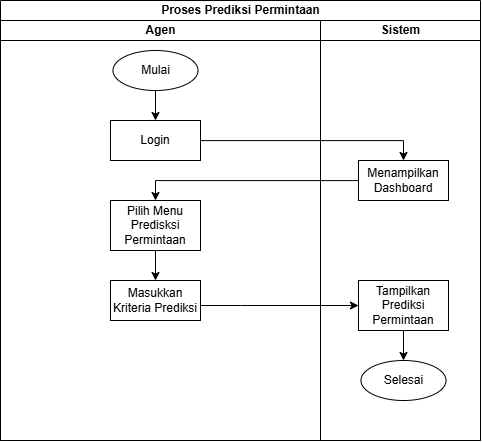 Proses Prediksi Permintaan
Agen
Sistem
Mulai
Login
Menampilkan
Dashboard
Pilih Menu
Predisksi
Permintaan
Masukkan
Kriteria Prediksi
Tampilkan
Prediksi
Permintaan
Selesai